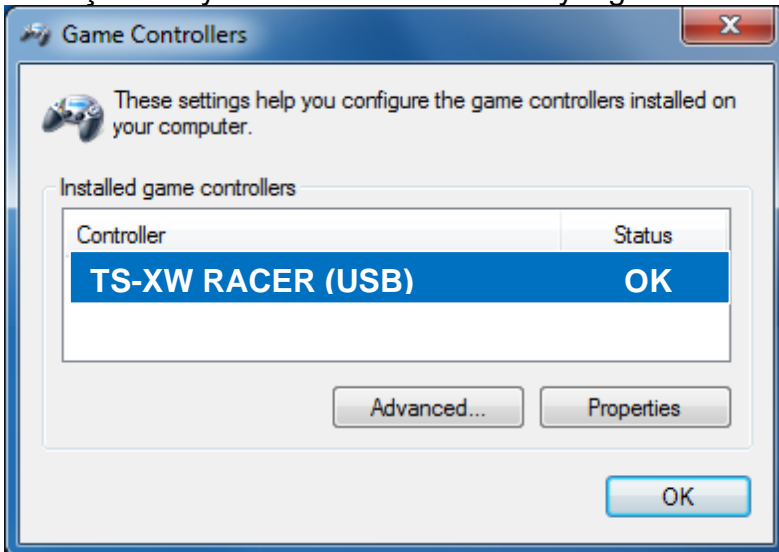 Game Controllers
These settings help you configure the game controllers installed on
your computer.
Installed game controllers
Controller Status
TS-XW RACER (USB) OK
Advanced... Properties
OK